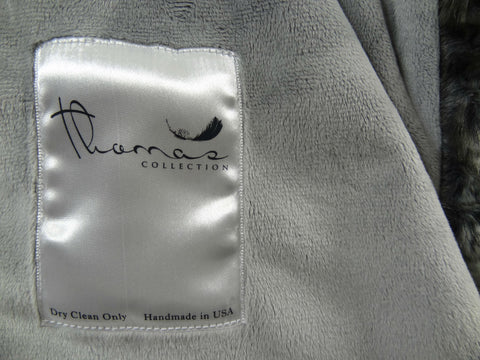 Thomas
COLLECTION
Dry Clean Only Handmade in USA